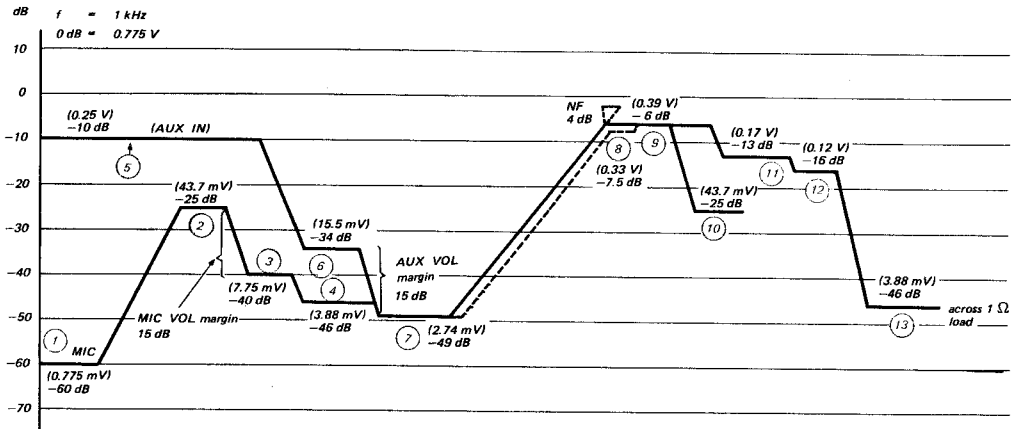 dB f = 1 kHz
0 dB = 0.775 V
10
0
-10
-20
-30
-40
-50
-60
-70
(0.25 V)
-10 dB
(AUX IN)
5
(43.7 mV)
-25 dB
2
3
(7.75 mV)
-40 dB
MIC VOL margin
15 dB
1
MIC
(0.775 mV)
-60 dB
(15.5 mV)
-34 dB
6
4
(3.88 mV)
-46 dB
AUX VOL
margin
15 dB
7
(2.74 mV)
-49 dB
NF
4 dB
8
(0.33 V)
-7.5 dB
(0.39 V)
-6 dB
9
(43.7 mV)
-25 dB
10
(0.17 V)
-13 dB
11
(0.12 V)
-16 dB
12
(3.88 mV)
-46 dB
13
across 1 Ω
load